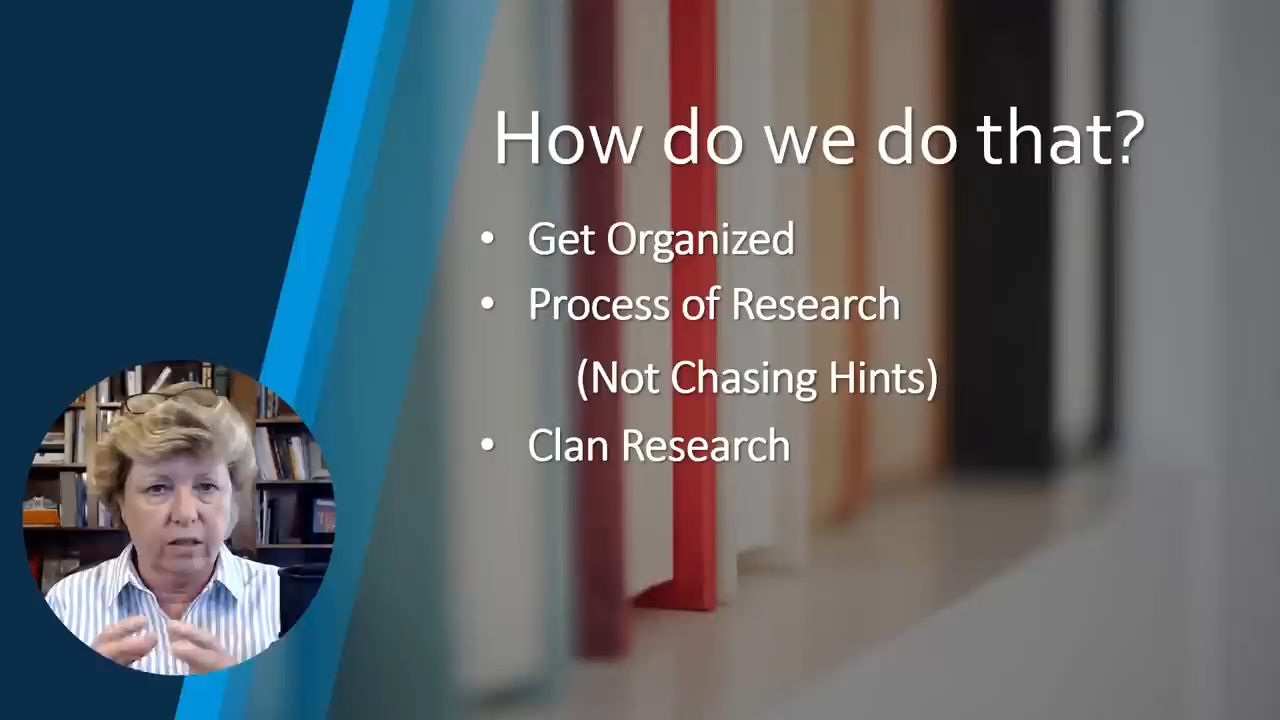 How do we do that?
• Get Organized
• Process of Research
(Not Chasing Hints)
• Clan Research